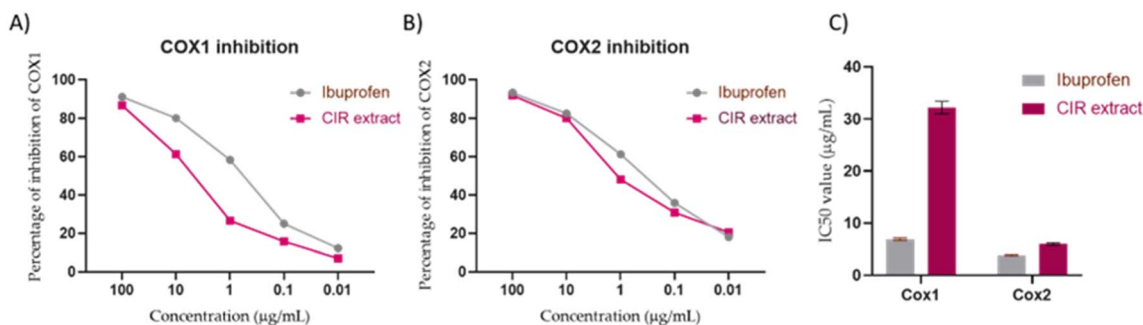 A)
COX1 inhibition
Percentage of inhibition of COX1
100
80
60
40
20
0
Ibuprofen
CIR extract
100 10 1 0.1 0.01
Concentration (µg/mL)
B)
COX2 inhibition
Percentage of inhibition of COX2
100
80
60
40
20
0
Ibuprofen
CIR extract
100 10 1 0.1 0.01
Concentration (µg/mL)
C)
IC50 value (µg/mL)
40
30
20
10
0
Ibuprofen
CIR extract
Cox1 Cox2